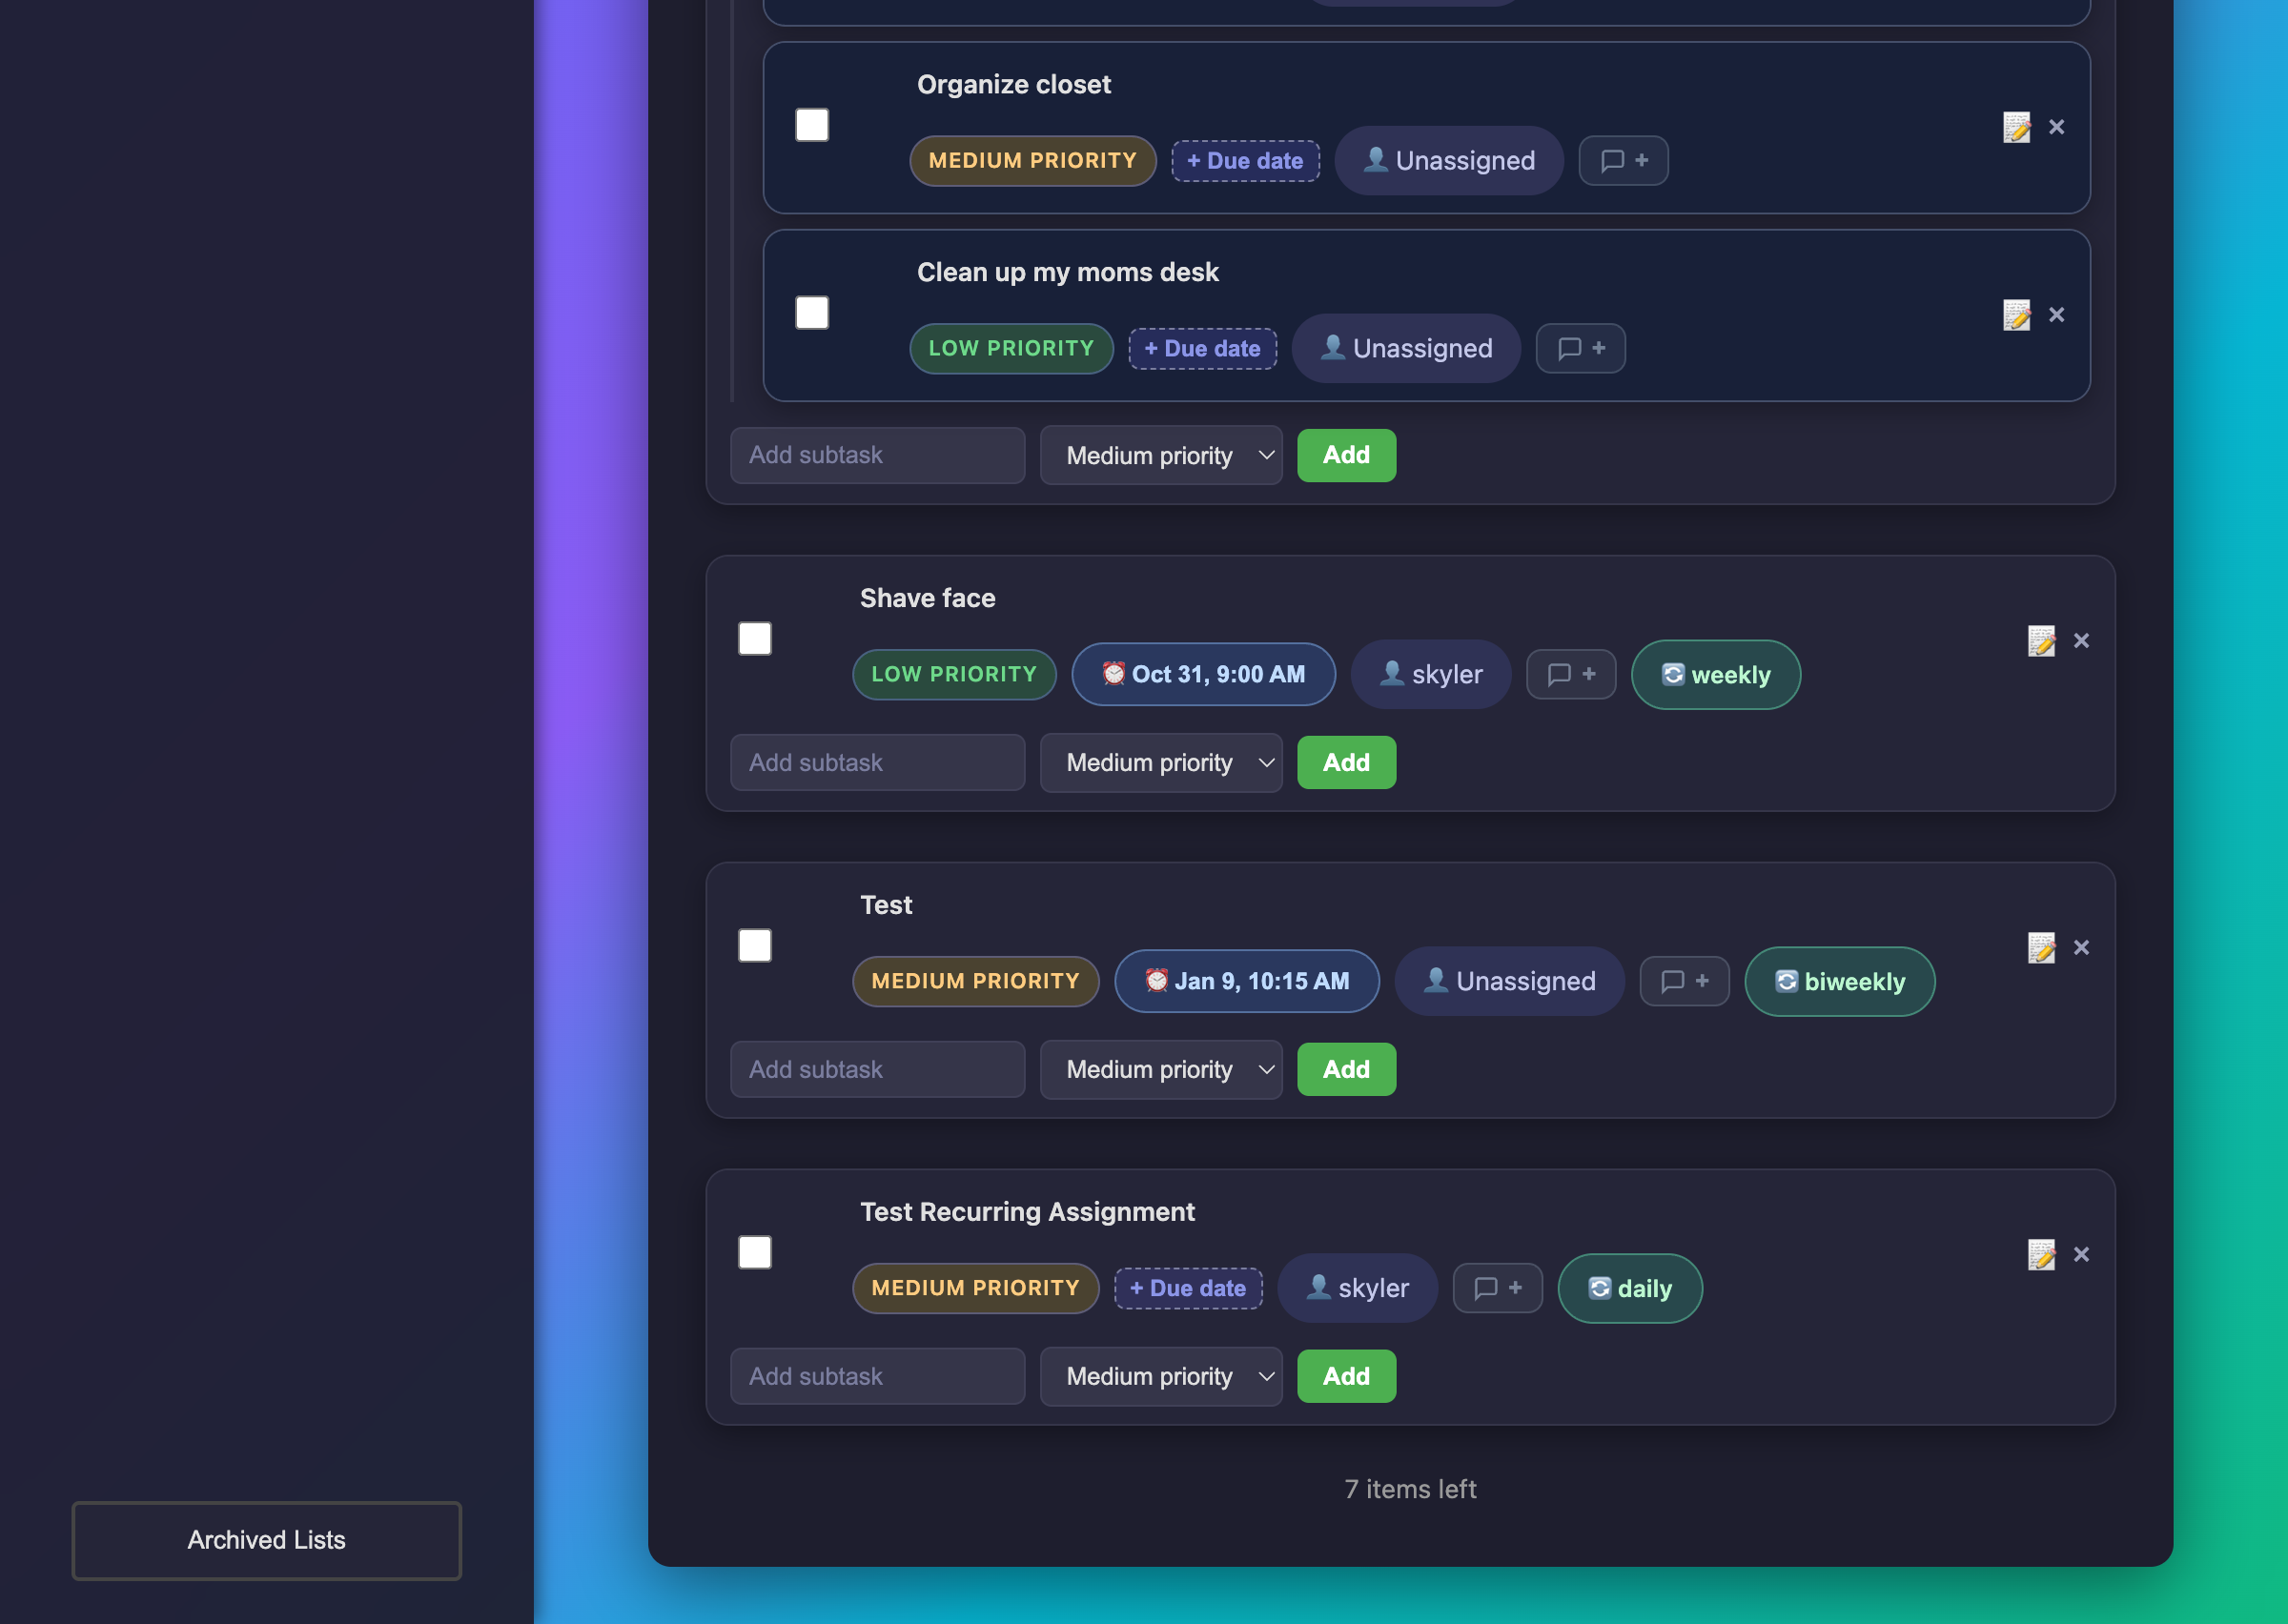 Organize closet
MEDIUM PRIORITY + Due date 👤 Unassigned +
×
Clean up my moms desk
LOW PRIORITY + Due date 👤 Unassigned +
×
Add subtask Medium priority Add
Shave face
LOW PRIORITY ⏰ Oct 31, 9:00 AM 👤 skyler + 🔄 weekly
×
Add subtask Medium priority Add
Test
MEDIUM PRIORITY ⏰ Jan 9, 10:15 AM 👤 Unassigned + 🔄 biweekly
×
Add subtask Medium priority Add
Test Recurring Assignment
MEDIUM PRIORITY + Due date 👤 skyler + 🔄 daily
×
Add subtask Medium priority Add
7 items left
Archived Lists